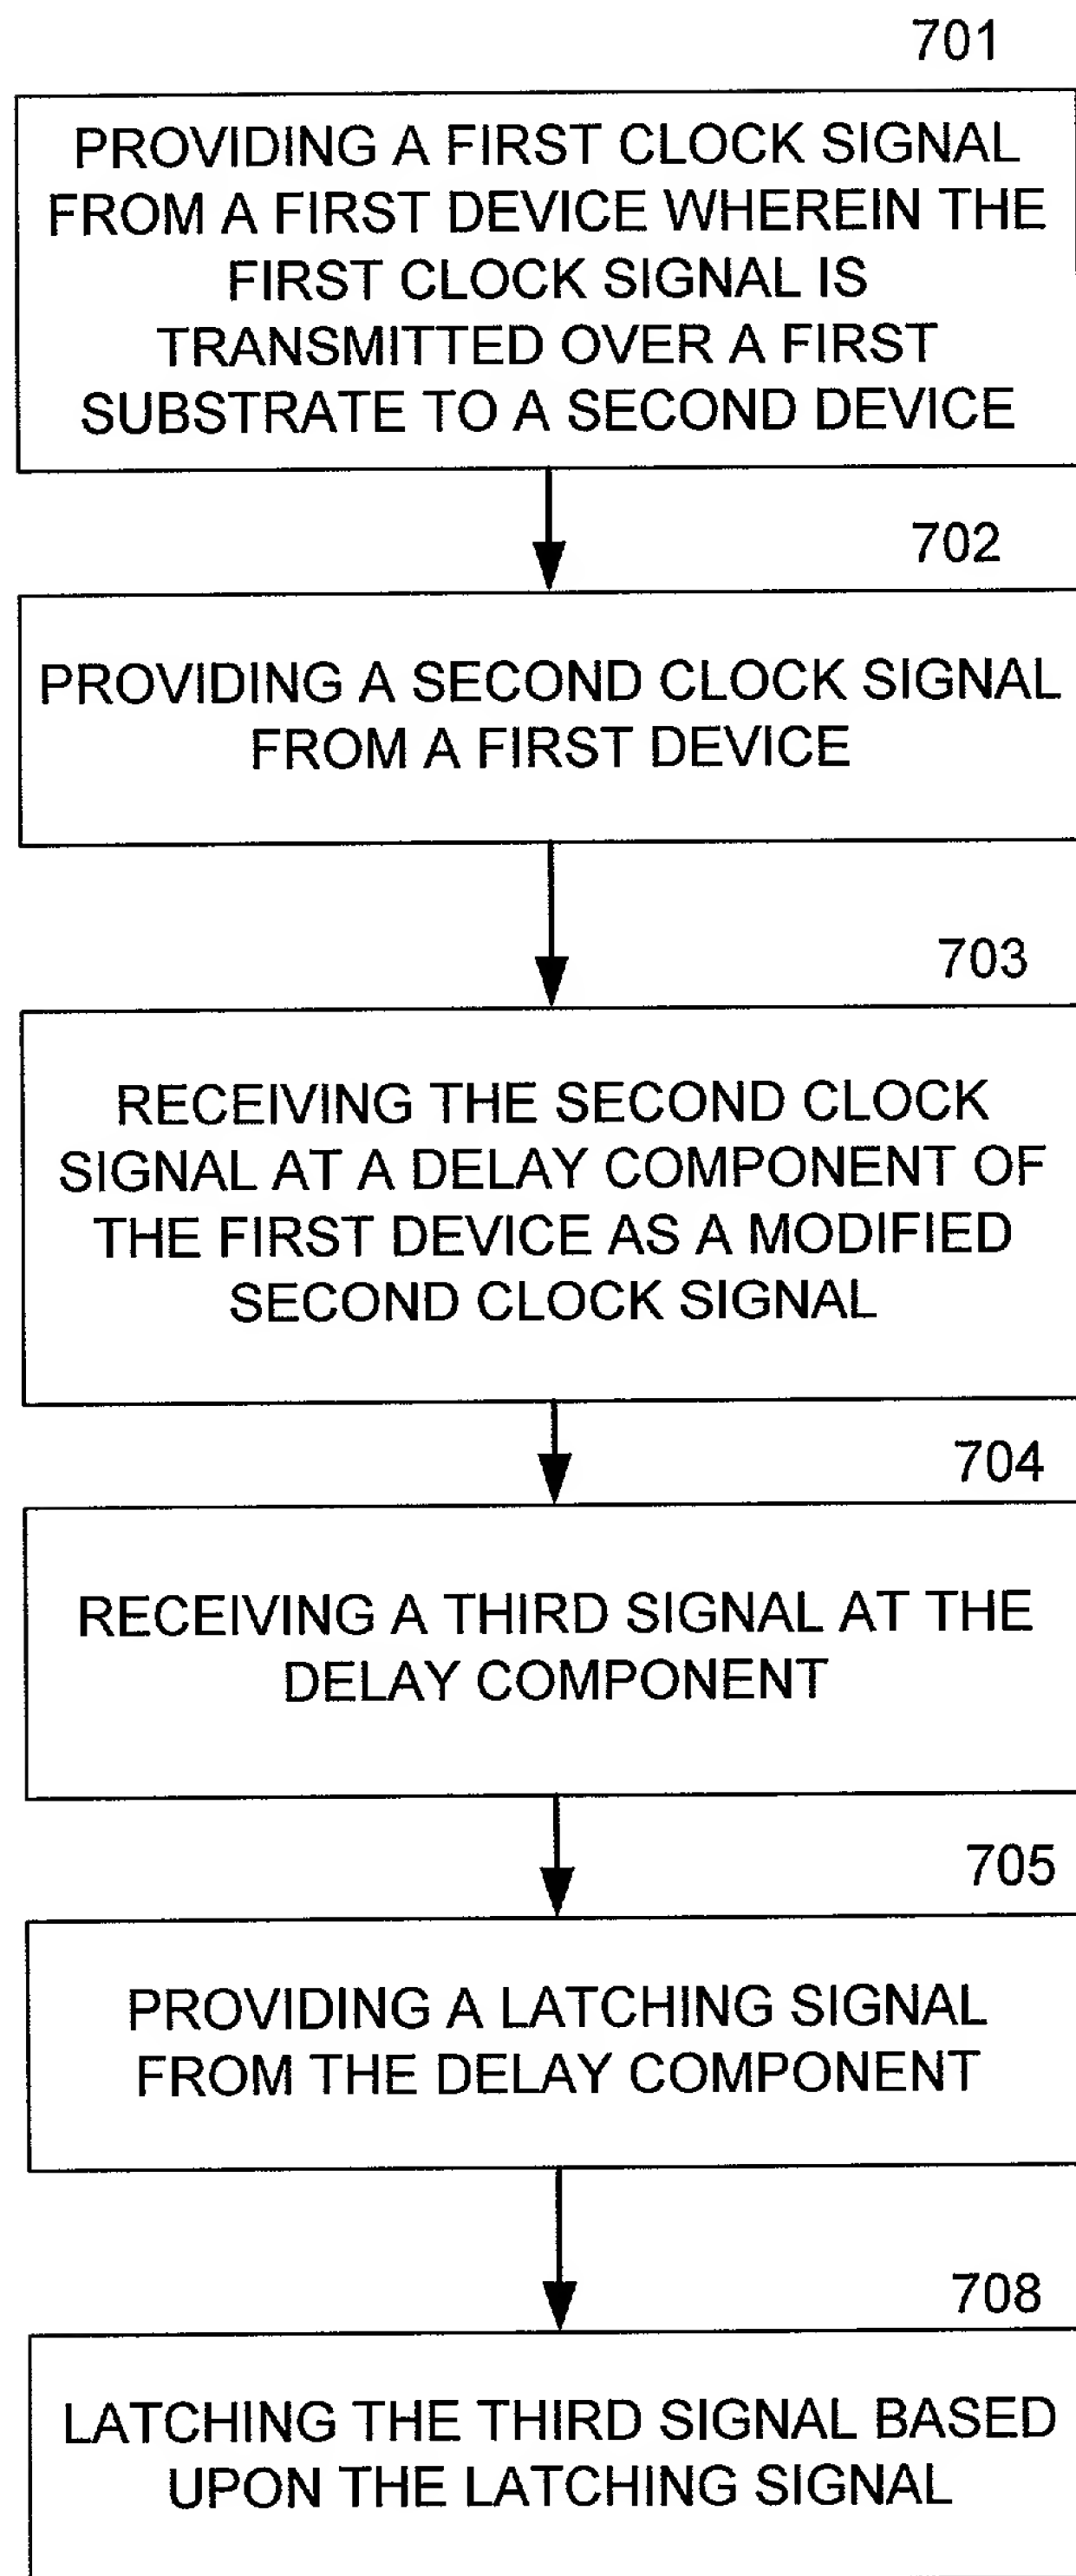 701
PROVIDING A FIRST CLOCK SIGNAL
FROM A FIRST DEVICE WHEREIN THE
FIRST CLOCK SIGNAL IS
TRANSMITTED OVER A FIRST
SUBSTRATE TO A SECOND DEVICE
702
PROVIDING A SECOND CLOCK SIGNAL
FROM A FIRST DEVICE
703
RECEIVING THE SECOND CLOCK
SIGNAL AT A DELAY COMPONENT OF
THE FIRST DEVICE AS A MODIFIED
SECOND CLOCK SIGNAL
704
RECEIVING A THIRD SIGNAL AT THE
DELAY COMPONENT
705
PROVIDING A LATCHING SIGNAL
FROM THE DELAY COMPONENT
708
LATCHING THE THIRD SIGNAL BASED
UPON THE LATCHING SIGNAL